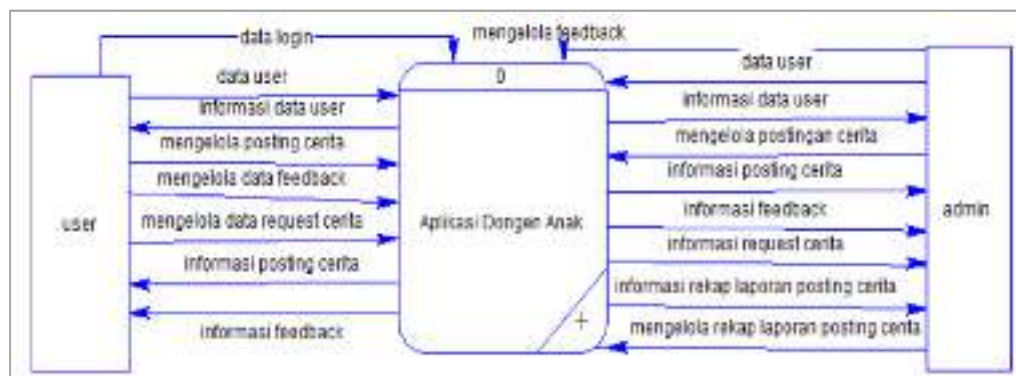 data login
mengelola feedback
data user
informasi data user
mengelola posting cerita
mengelola data feedback
mengelola data request cerita
informasi posting cerita
informasi feedback
user
0
Aplikasi Dongen Anak
+
data user
informasi data user
mengelola postingan cerita
informasi posting cerita
informasi feedback
informasi request cerita
informasi rekap laporan posting cerita
mengelola rekap laporan posting cerita
admin